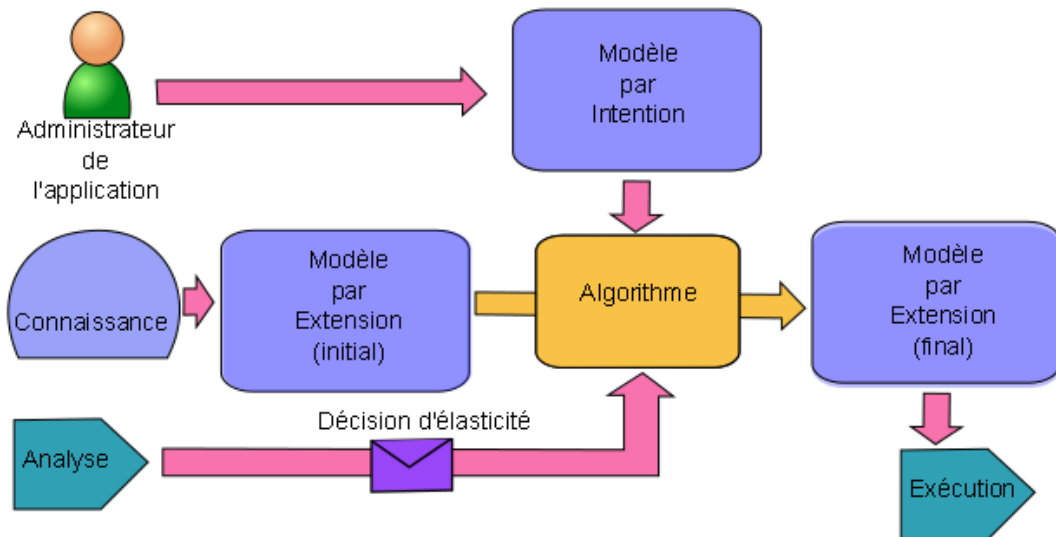 Administrateur
de
l'application
Modèle
par
Intention
Connaissance
Modèle
par
Extension
(initial)
Algorithme
Modèle
par
Extension
(final)
Analyse
Décision d'élasticité
Exécution